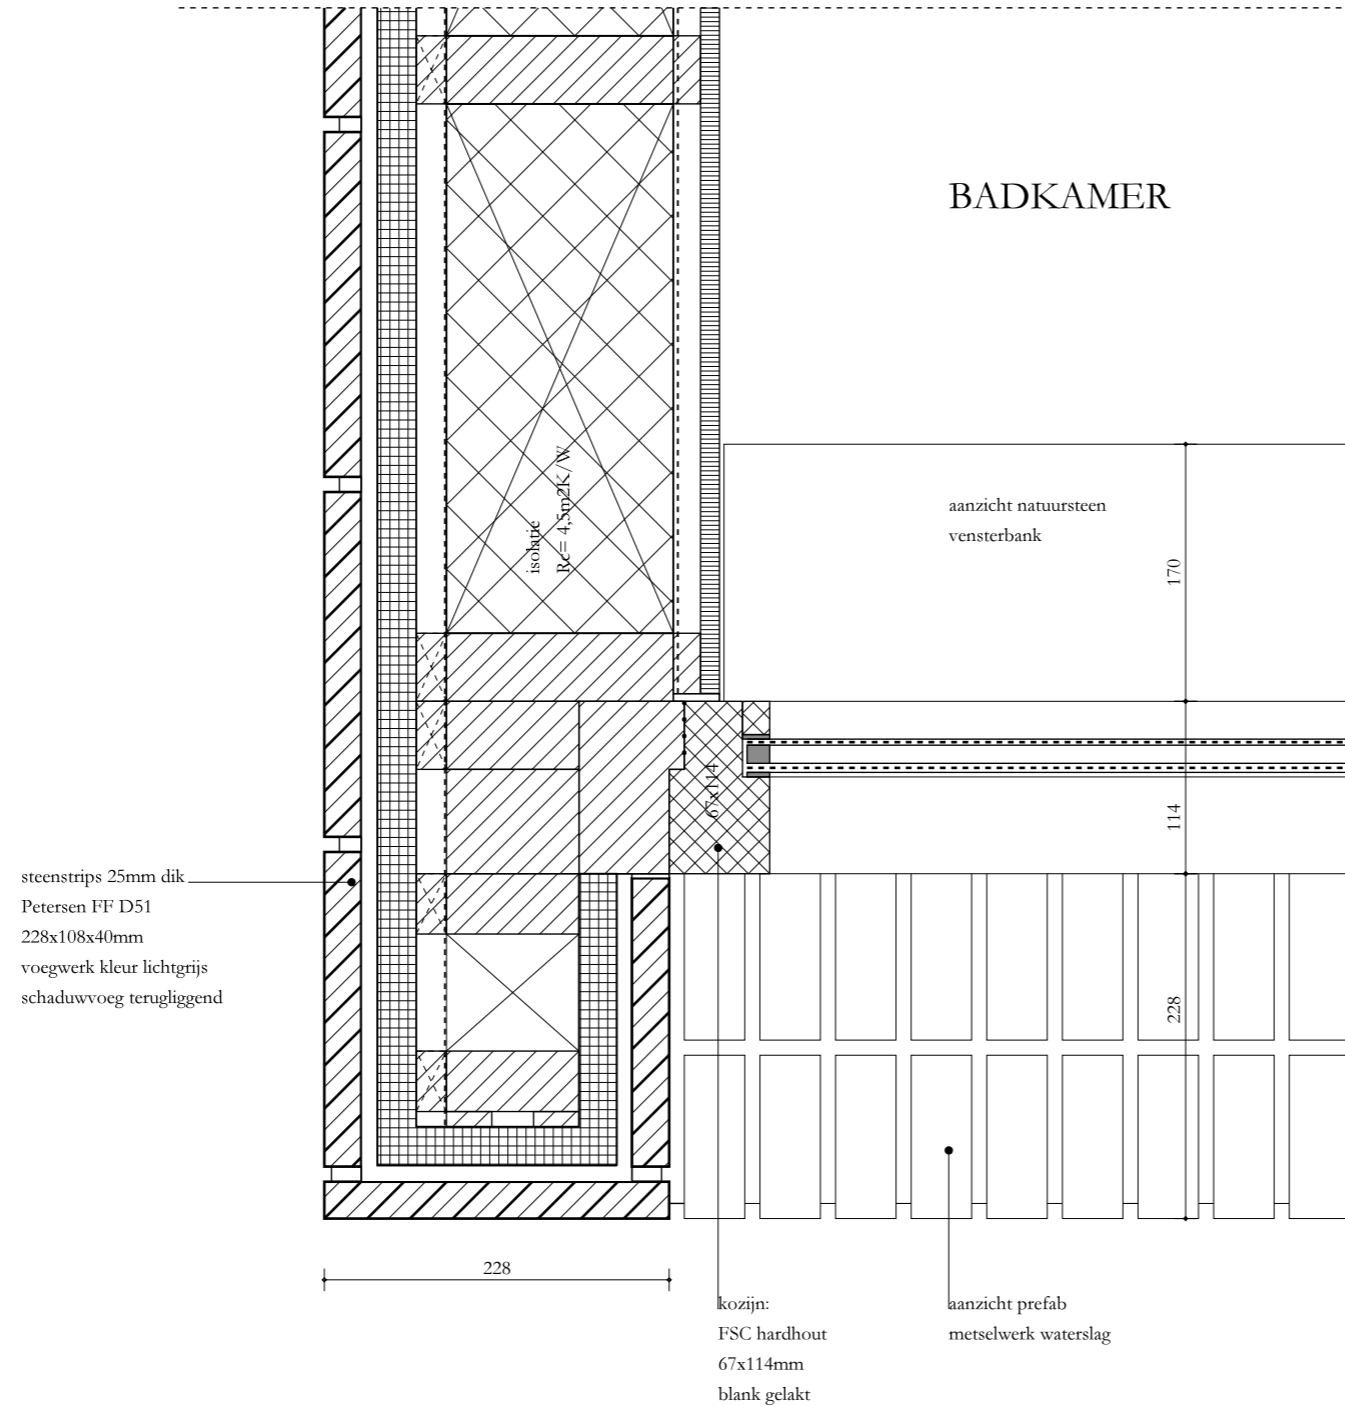 BADKAMER
isolatie
Rc= 4,5m2K/W
aanzicht natuursteen
vensterbank
170
67x114
114
steenstrips 25mm dik
Petersen FF D51
228x108x40mm
voegwerk kleur lichtgrijs
schaduwvoeg terugliggend
228
228
kozijn:
FSC hardhout
67x114mm
blank gelakt
aanzicht prefab
metselwerk waterslag